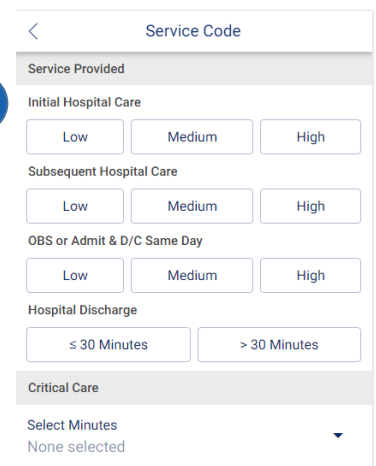 Service Code
Service Provided
Initial Hospital Care
Low Medium High
Subsequent Hospital Care
Low Medium High
OBS or Admit & D/C Same Day
Low Medium High
Hospital Discharge
≤ 30 Minutes > 30 Minutes
Critical Care
Select Minutes
None selected